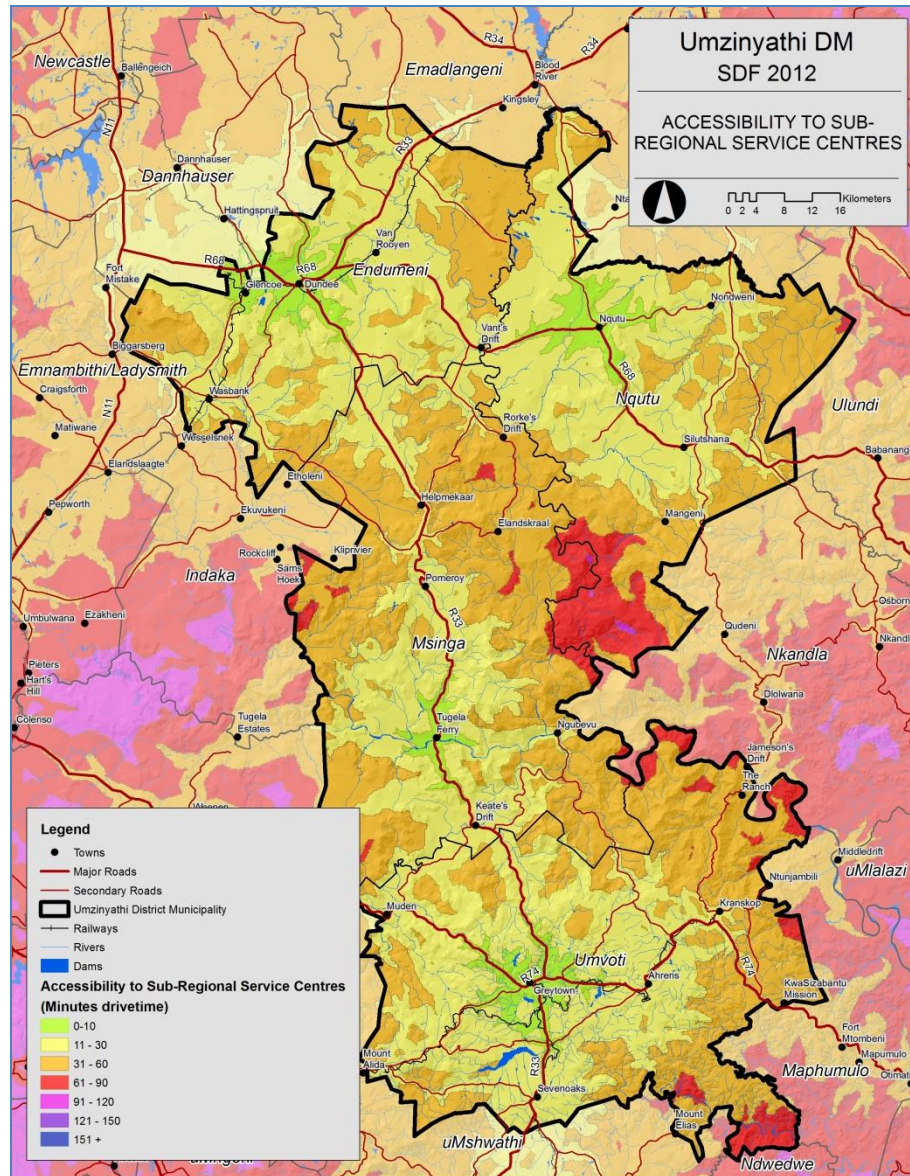 Umzinyathi DM
SDF 2012
ACCESSIBILITY TO SUB-
REGIONAL SERVICE CENTRES
Kilometers
0 2 4 8 12 16
R34
R34
Newcastle
Ballengeich
Emadlangeni
Blood
River
Kingsley
N11
R33
Dannhauser
Dannhauser
Hattingspruit
Nta
Van
Rooyen
R68
R68
Endumeni
Fort
Mistake
Glencoe
Dundee
Nondweni
Nqutu
Vant's
Drift
Biggarsberg
Emnambithi/Ladysmith
R68
Nqutu
Craigsforth
Wasbank
Ulundi
N11
Matiwane
Rorke's
Drift
Wesselsnek
Silutshana
Babanango
Elandslaagte
Etholeni
Pepworth
Helpmekaar
Ekuvukeni
Elandskraal
Mangeni
Rockcliff
Sams
Hoek
Kliprivier
Indaka
Pomeroy
Osborn
Umbulwana
Ezakheni
R33
Msinga
Qudeni
Nkandla
Nkandla
Pieters
Hart's
Hill
Dlolwana
Colenso
Tugela
Estates
Tugela
Ferry
Ngubevu
Jameson's
Drift
The
Ranch
Weenen
Keate's
Drift
Middledrift
uMlalazi
Ntunjambili
Muden
Kranskop
Umvoti
R74
R74
Greytown
Ahrens
KwaSizabantu
Mission
Mount
Alida
R33
Fort
Mtombeni
Mapumulo
Otimati
Maphumulo
Sevenoaks
Mount
Elias
uMshwathi
Ndwedwe
Legend
Towns
Major Roads
Secondary Roads
Umzinyathi District Municipality
Railways
Rivers
Dams
Accessibility to Sub-Regional Service Centres
(Minutes drivetime)
0-10
11 - 30
31 - 60
61 - 90
91 - 120
121 - 150
151 +